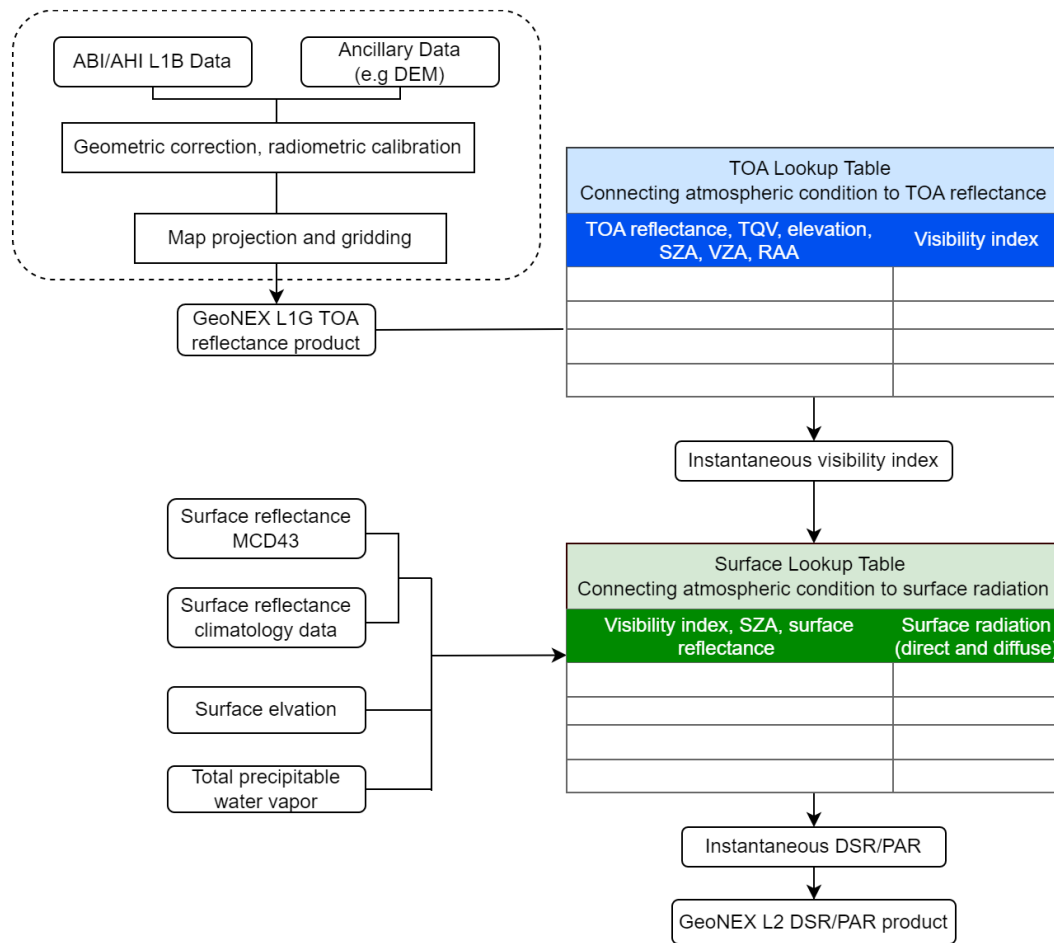 ABI/AHI L1B Data
Ancillary Data
(e.g DEM)
Geometric correction, radiometric calibration
Map projection and gridding
GeoNEX L1G TOA
reflectance product
TOA Lookup Table
Connecting atmospheric condition to TOA reflectance
TOA reflectance, TQV, elevation,
SZA, VZA, RAA
Visibility index
Instantaneous visibility index
Surface reflectance
MCD43
Surface reflectance
climatology data
Surface elvation
Total precipitable
water vapor
Surface Lookup Table
Connecting atmospheric condition to surface radiation
Visibility index, SZA, surface
reflectance
Surface radiation
(direct and diffuse)
Instantaneous DSR/PAR
GeoNEX L2 DSR/PAR product